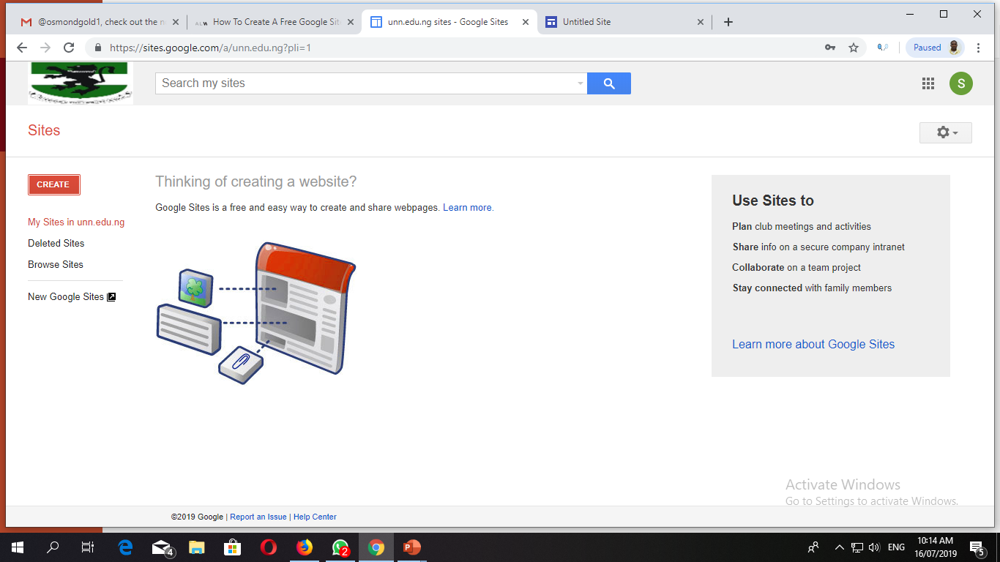 @osmondgold1, check out the n
ALW How To Create A Free Google Sit
unn.edu.ng sites - Google Sites
Untitled Site
https://sites.google.com/a/unn.edu.ng?pli=1
Paused
Search my sites
S
Sites
CREATE
My Sites in unn.edu.ng
Deleted Sites
Browse Sites
New Google Sites
Thinking of creating a website?
Google Sites is a free and easy way to create and share webpages. Learn more.
Use Sites to
Plan club meetings and activities
Share info on a secure company intranet
Collaborate on a team project
Stay connected with family members
Learn more about Google Sites
Activate Windows
Go to Settings to activate Windows.
©2019 Google | Report an Issue | Help Center
4
2
ENG
10:14 AM
16/07/2019
5